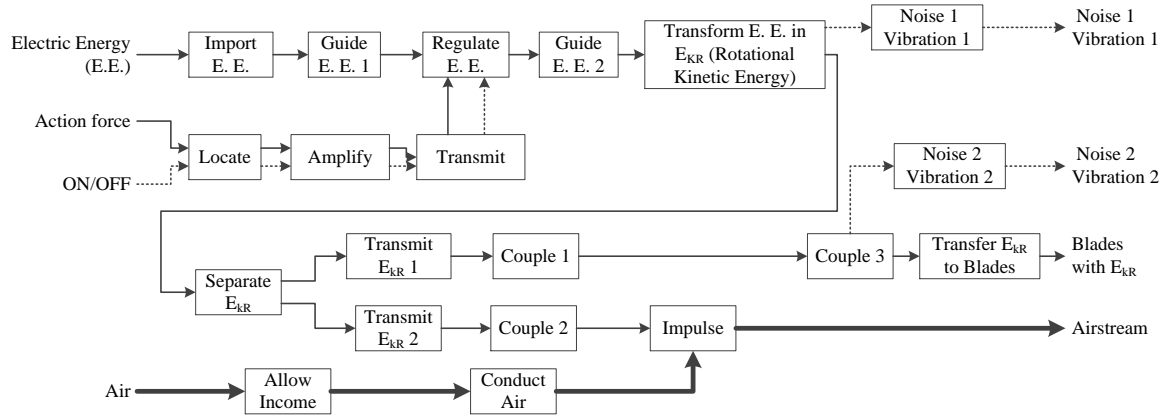 Electric Energy
(E.E.)
Import
E. E.
Guide
E. E. 1
Regulate
E. E.
Guide
E. E. 2
Transform E. E. in
EKR (Rotational
Kinetic Energy)
Noise 1
Vibration 1
Noise 1
Vibration 1
Action force
ON/OFF
Locate
Amplify
Transmit
Noise 2
Vibration 2
Noise 2
Vibration 2
Separate
EkR
Transmit
EkR 1
Couple 1
Couple 3
Transfer EkR
to Blades
Blades
with EkR
Transmit
EkR 2
Couple 2
Impulse
Airstream
Air
Allow
Income
Conduct
Air